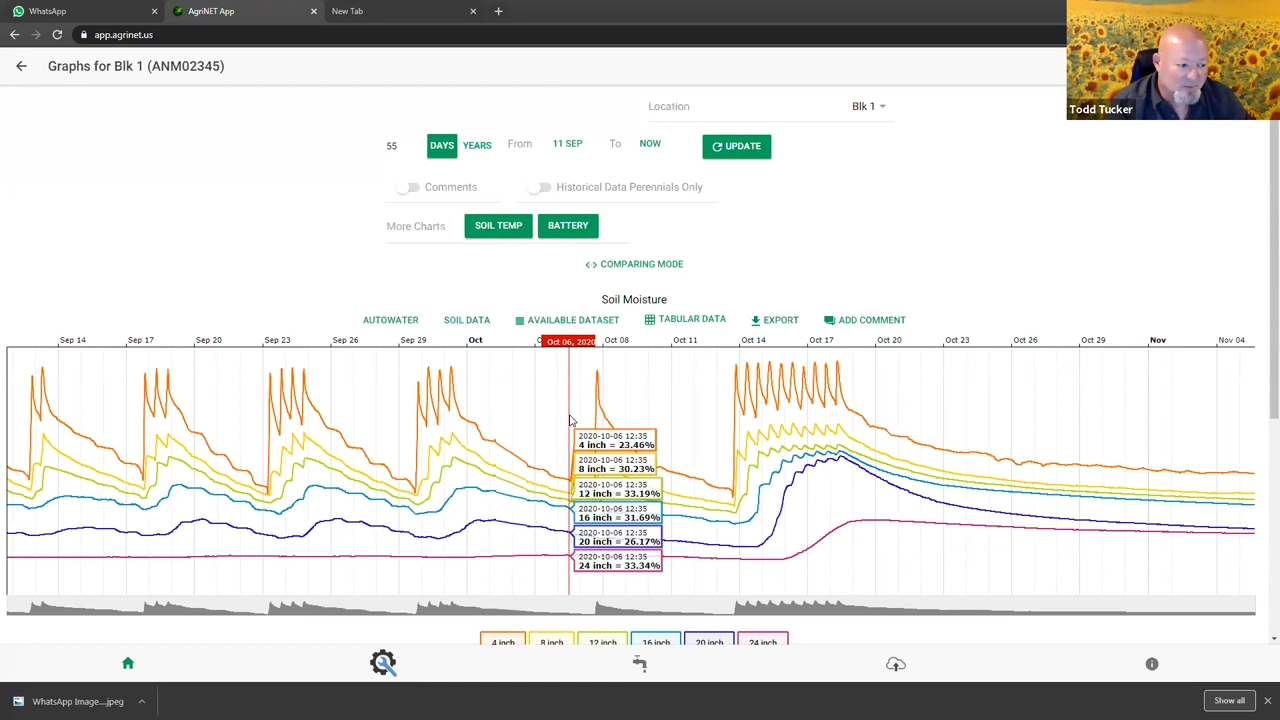 WhatsApp
AgriNET App
New Tab
app.agrinet.us
Graphs for Blk 1 (ANM02345)
Todd Tucker
Location Blk 1
55 DAYS YEARS From 11 SEP To NOW UPDATE
Comments Historical Data Perennials Only
More Charts SOIL TEMP BATTERY
COMPARING MODE
Soil Moisture
AUTOWATER SOIL DATA AVAILABLE DATASET TABULAR DATA EXPORT ADD COMMENT
Sep 14 Sep 17 Sep 20 Sep 23 Sep 26 Sep 29 Oct Oct 06, 2020 Oct 08 Oct 11 Oct 14 Oct 17 Oct 20 Oct 23 Oct 26 Oct 29 Nov Nov 04
2020-10-06 12:35
4 inch = 23.46%
2020-10-06 12:35
8 inch = 30.23%
2020-10-06 12:35
12 inch = 33.19%
2020-10-06 12:35
16 inch = 31.69%
2020-10-06 12:35
20 inch = 26.17%
2020-10-06 12:35
24 inch = 33.34%
4 inch 8 inch 12 inch 16 inch 20 inch 24 inch
WhatsApp Image....jpeg
Show all